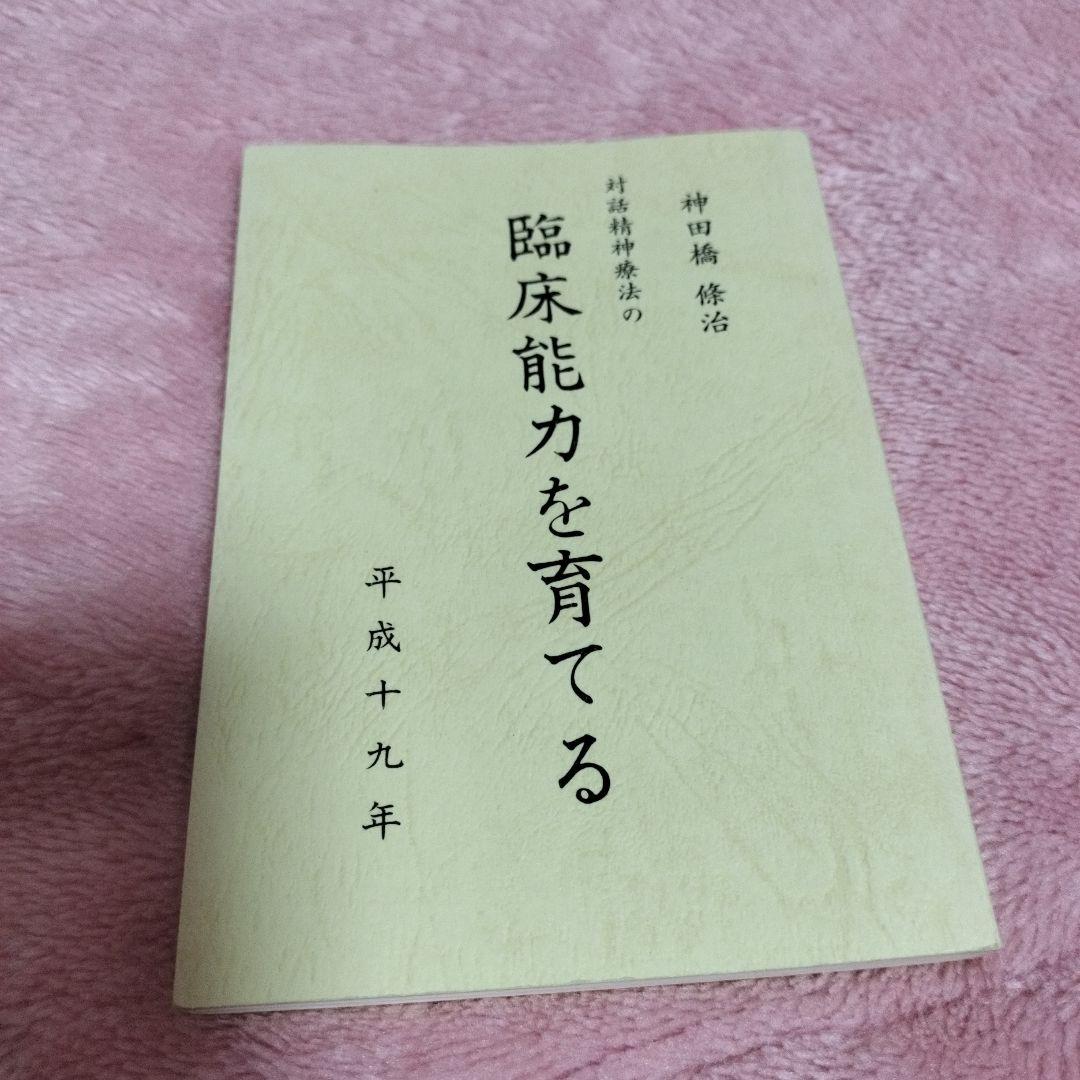 神田橋 條治
対話精神療法の
臨床能力を育てる
平成十九年